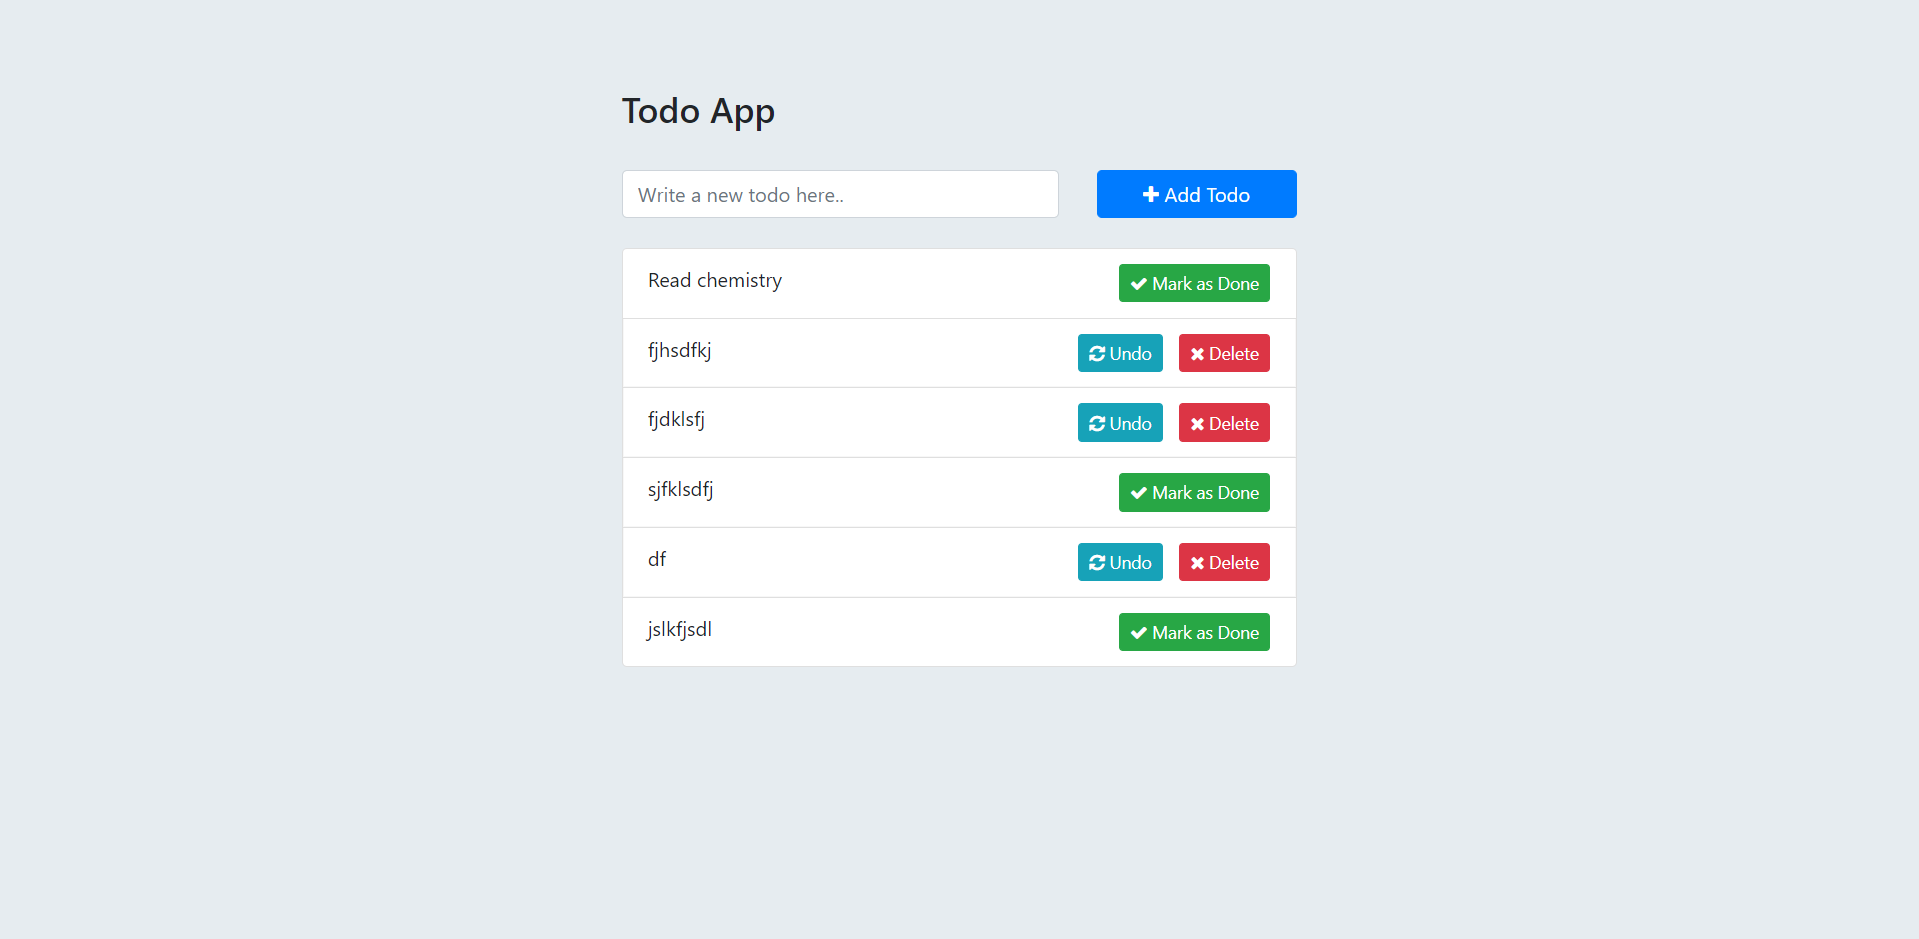 Todo App
Write a new todo here..
Add Todo
Read chemistry
Mark as Done
fjhsdfkj
Undo
Delete
fjdklsfj
Undo
Delete
sjfklsdfj
Mark as Done
df
Undo
Delete
jslkfjsdl
Mark as Done